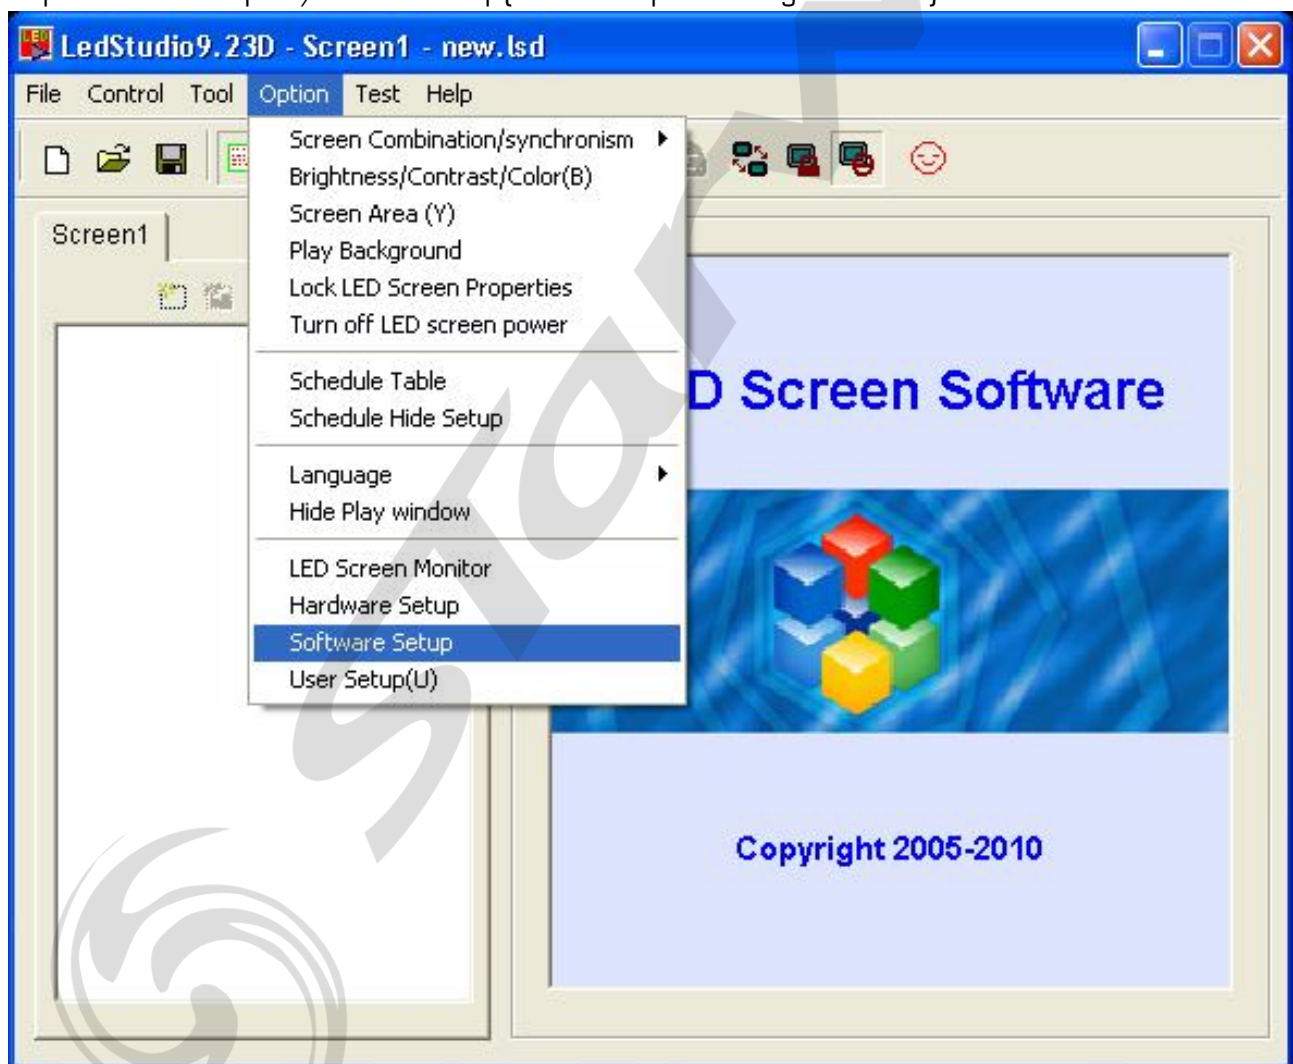 LedStudio9.23D - Screen1 - new.lsd
File Control Tool Option Test Help
Screen Combination/synchronism
Brightness/Contrast/Color(B)
Screen Area (Y)
Play Background
Lock LED Screen Properties
Turn off LED screen power
Schedule Table
Schedule Hide Setup
Language
Hide Play window
LED Screen Monitor
Hardware Setup
Software Setup
User Setup(U)
Screen1
D Screen Software
Copyright 2005-2010